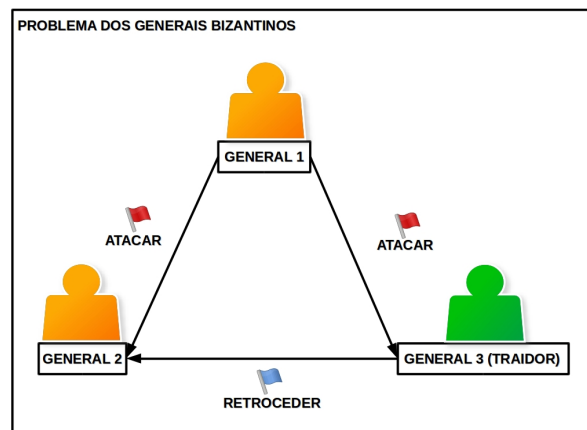 PROBLEMA DOS GENERAIS BIZANTINOS
GENERAL 1
ATACAR
ATACAR
GENERAL 2
GENERAL 3 (TRAIDOR)
RETROCEDER